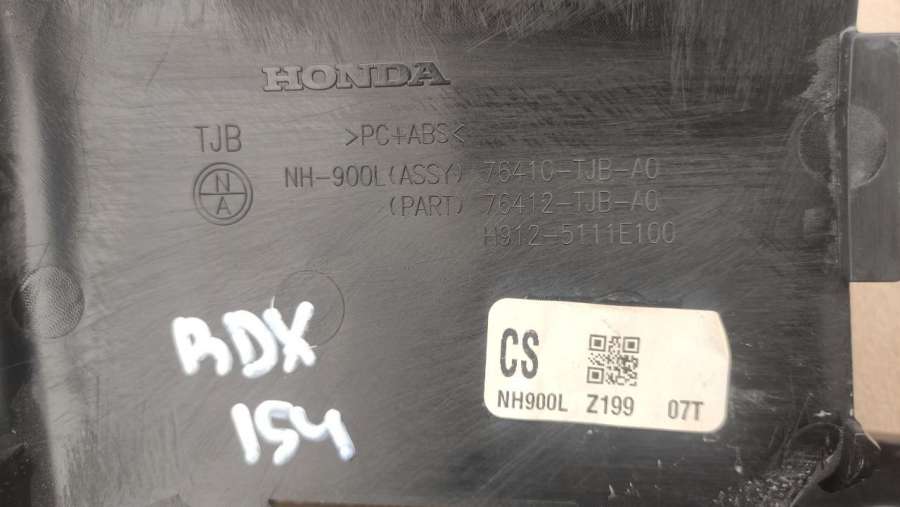 HONDA
TJB
>PC+ABS<
N
A
NH-900L(ASSY) 76410-TJB-A0
(PART) 76412-TJB-A0
H912-5111E100
RDX
154
CS
NH900L Z199 07T